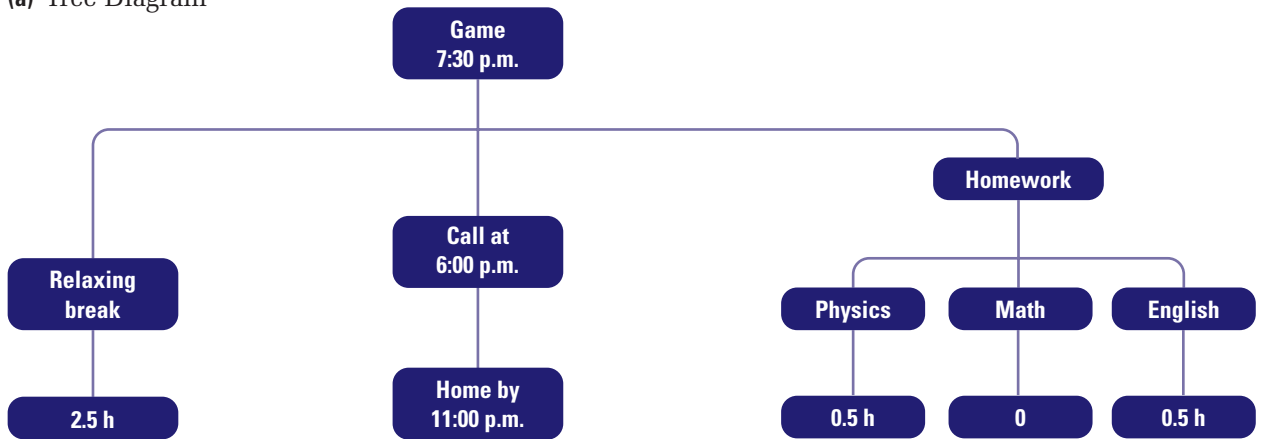 (a) Tree Diagram
Game
7:30 p.m.
Homework
Call at
6:00 p.m.
Relaxing
break
Physics
Math
English
Home by
11:00 p.m.
2.5 h
0.5 h
0
0.5 h